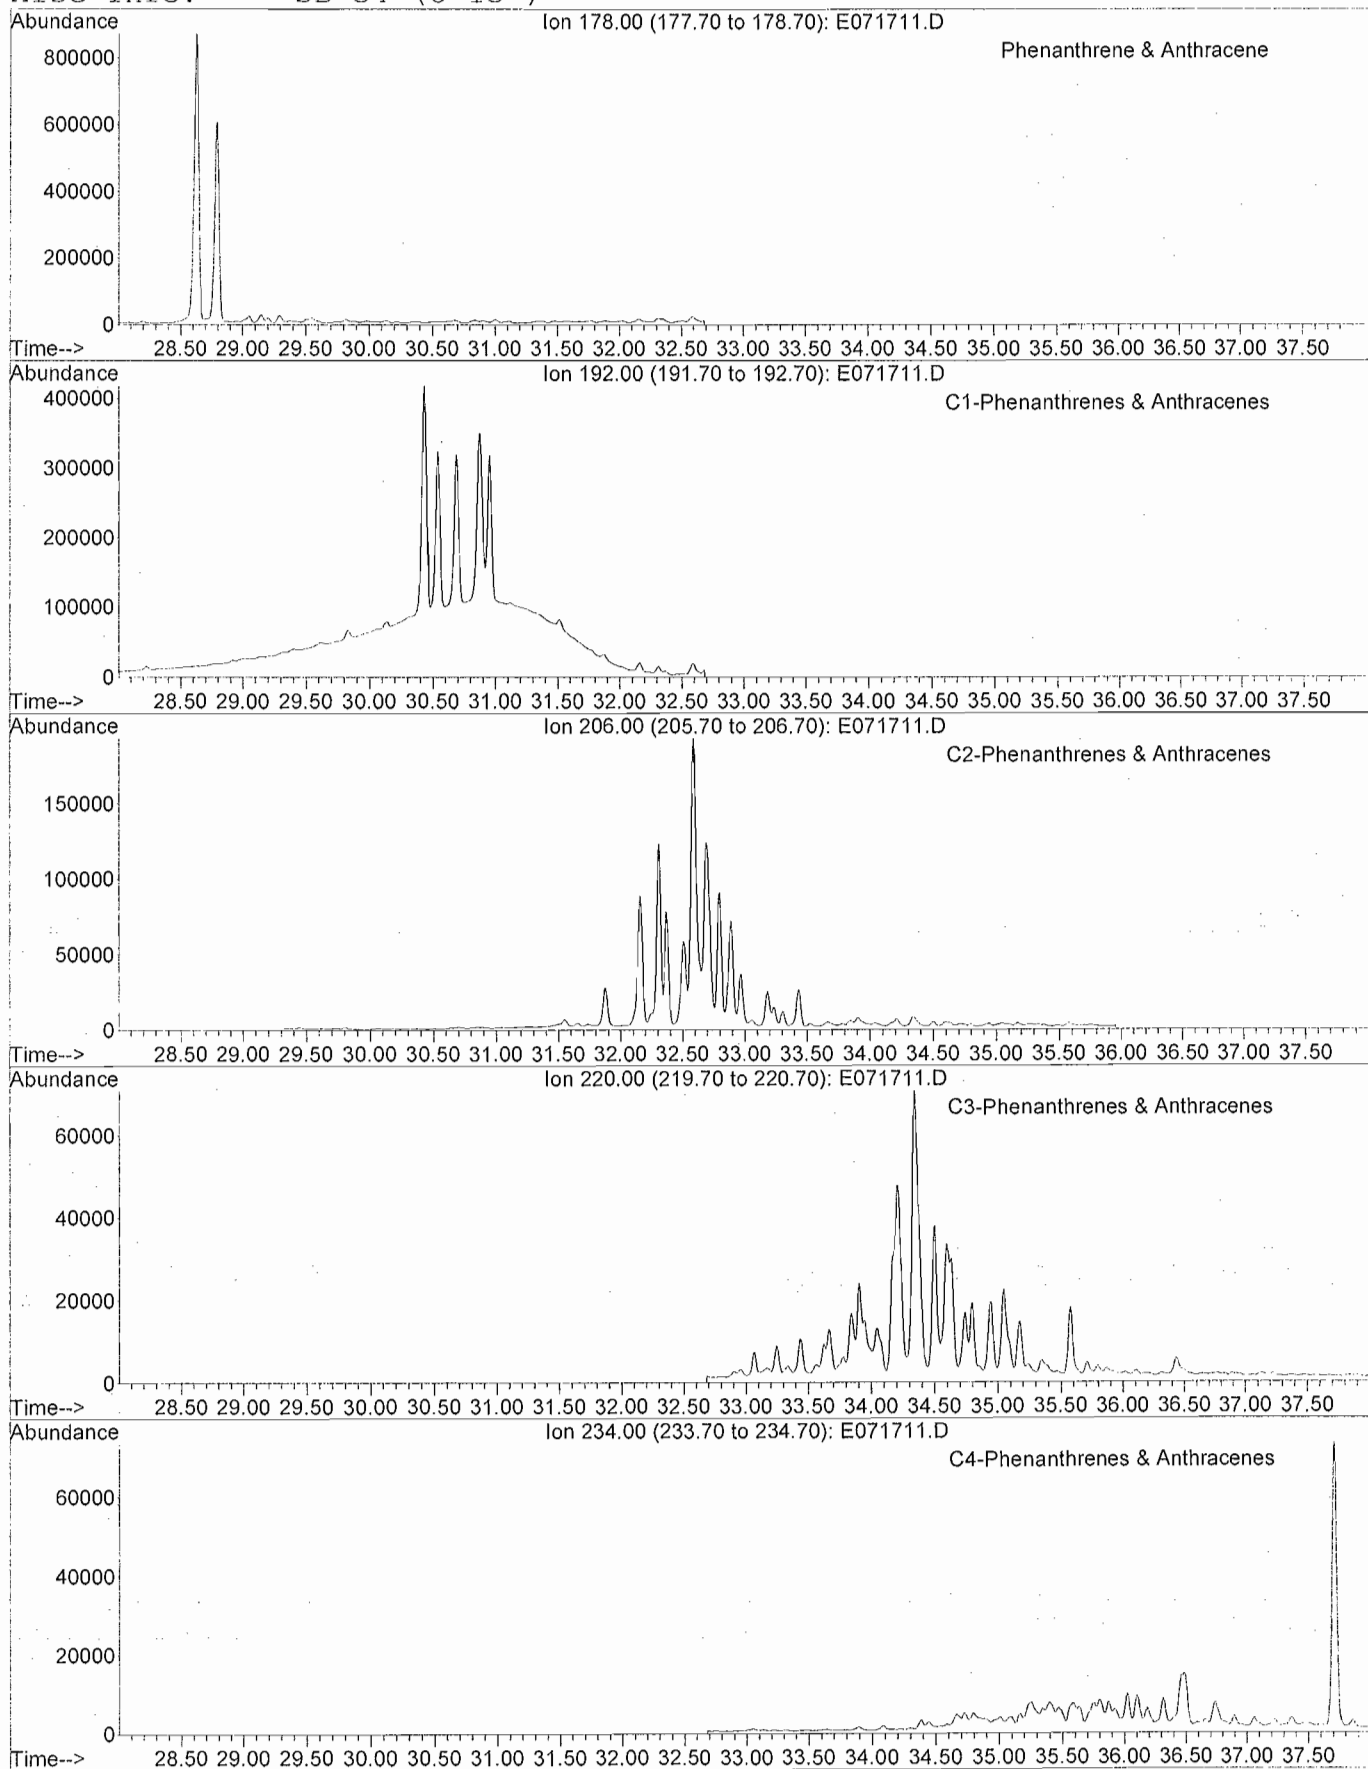 Abundance
Ion 178.00 (177.70 to 178.70): E071711.D
Phenanthrene & Anthracene
800000
600000
400000
200000
0
Time--> 28.50 29.00 29.50 30.00 30.50 31.00 31.50 32.00 32.50 33.00 33.50 34.00 34.50 35.00 35.50 36.00 36.50 37.00 37.50
Abundance
Ion 192.00 (191.70 to 192.70): E071711.D
C1-Phenanthrenes & Anthracenes
400000
300000
200000
100000
0
Time--> 28.50 29.00 29.50 30.00 30.50 31.00 31.50 32.00 32.50 33.00 33.50 34.00 34.50 35.00 35.50 36.00 36.50 37.00 37.50
Abundance
Ion 206.00 (205.70 to 206.70): E071711.D
C2-Phenanthrenes & Anthracenes
150000
100000
50000
0
Time--> 28.50 29.00 29.50 30.00 30.50 31.00 31.50 32.00 32.50 33.00 33.50 34.00 34.50 35.00 35.50 36.00 36.50 37.00 37.50
Abundance
Ion 220.00 (219.70 to 220.70): E071711.D
C3-Phenanthrenes & Anthracenes
60000
40000
20000
0
Time--> 28.50 29.00 29.50 30.00 30.50 31.00 31.50 32.00 32.50 33.00 33.50 34.00 34.50 35.00 35.50 36.00 36.50 37.00 37.50
Abundance
Ion 234.00 (233.70 to 234.70): E071711.D
C4-Phenanthrenes & Anthracenes
60000
40000
20000
0
Time--> 28.50 29.00 29.50 30.00 30.50 31.00 31.50 32.00 32.50 33.00 33.50 34.00 34.50 35.00 35.50 36.00 36.50 37.00 37.50